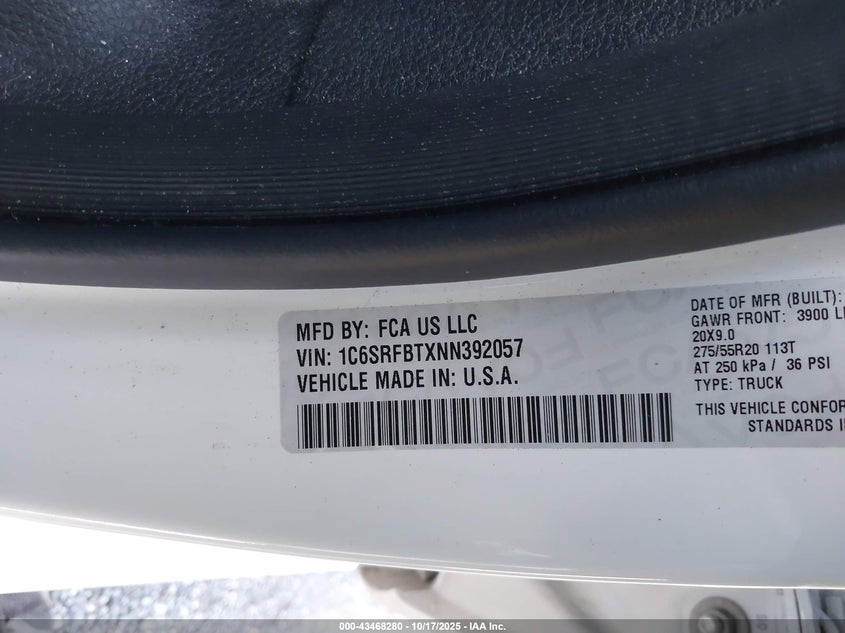 MFD BY: FCA US LLC
VIN: 1C6SRFBTXNN392057
VEHICLE MADE IN: U.S.A.
DATE OF MFR (BUILT):
GAWR FRONT: 3900
20X9.0
275/55R20 113T
AT 250 kPa / 36 PSI
TYPE: TRUCK
THIS VEHICLE
STANDARDS
000-43468280 - 10/17/2025 - IAA Inc.